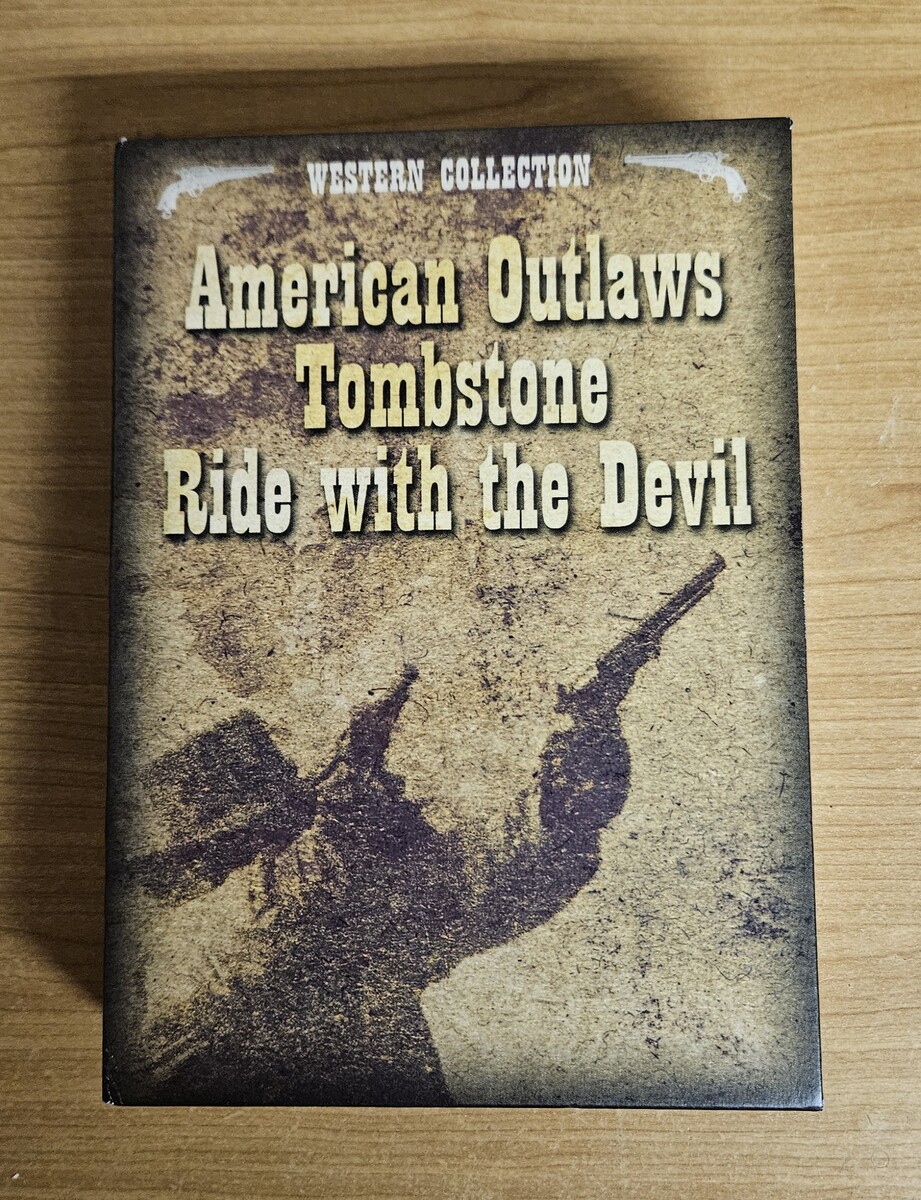 WESTERN COLLECTION
American Outlaws
Tombstone
Ride with the Devil